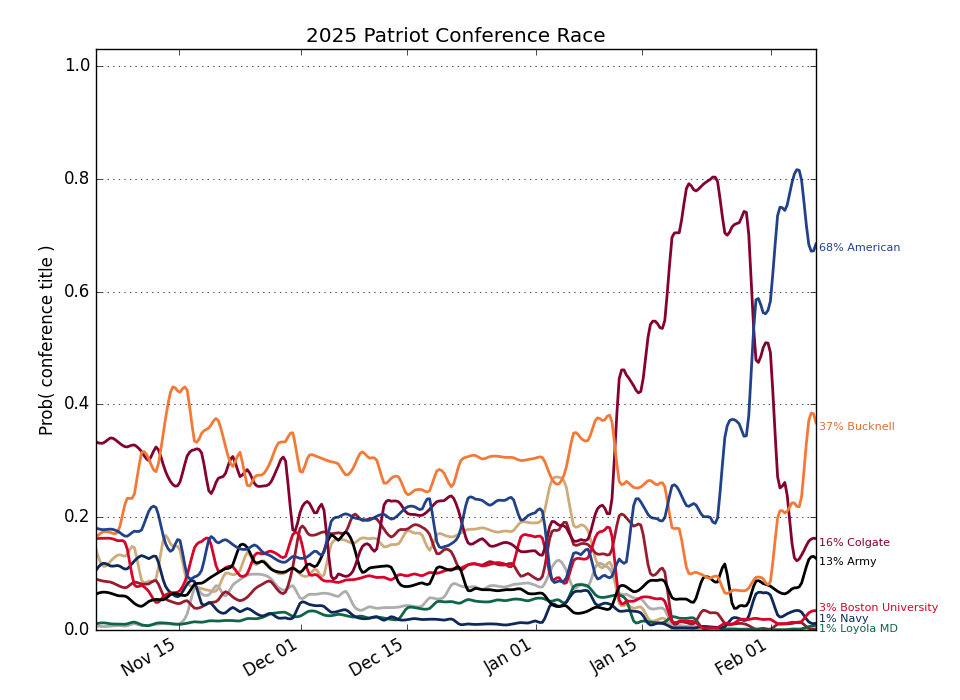 2025 Patriot Conference Race
Prob( conference title )
1.0
0.8
0.6
0.4
0.2
0.0
Nov 15
Dec 01
Dec 15
Jan 01
Jan 15
Feb 01
68% American
37% Bucknell
16% Colgate
13% Army
3% Boston University
1% Navy
1% Loyola MD